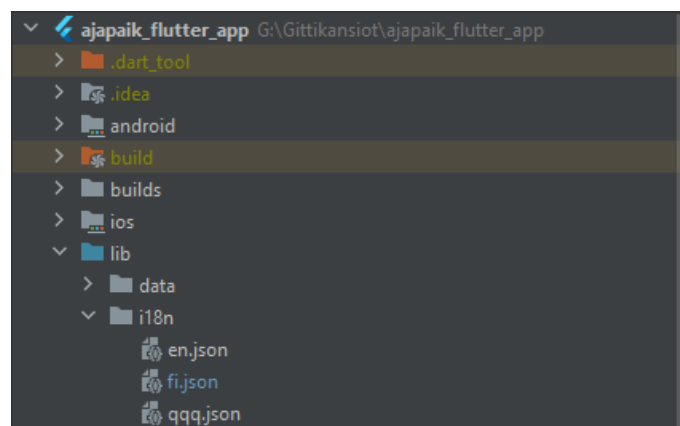 ajapaik_flutter_app G:\Gittikansiot\ajapaik_flutter_app
.dart_tool
.idea
android
build
builds
ios
lib
data
i18n
en.json
fi.json
qqq.json